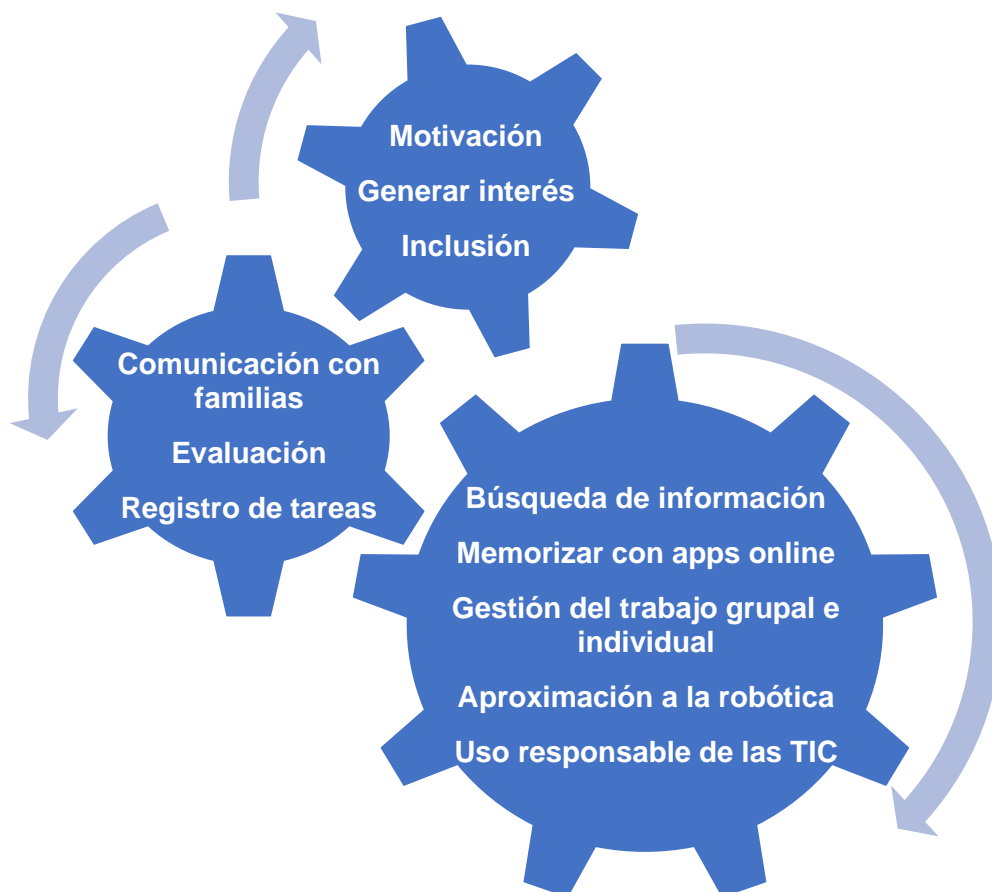 Motivación
Generar interés
Inclusión
Comunicación con
familias
Evaluación
Registro de tareas
Búsqueda de información
Memorizar con apps online
Gestión del trabajo grupal e
individual
Aproximación a la robótica
Uso responsable de las TIC